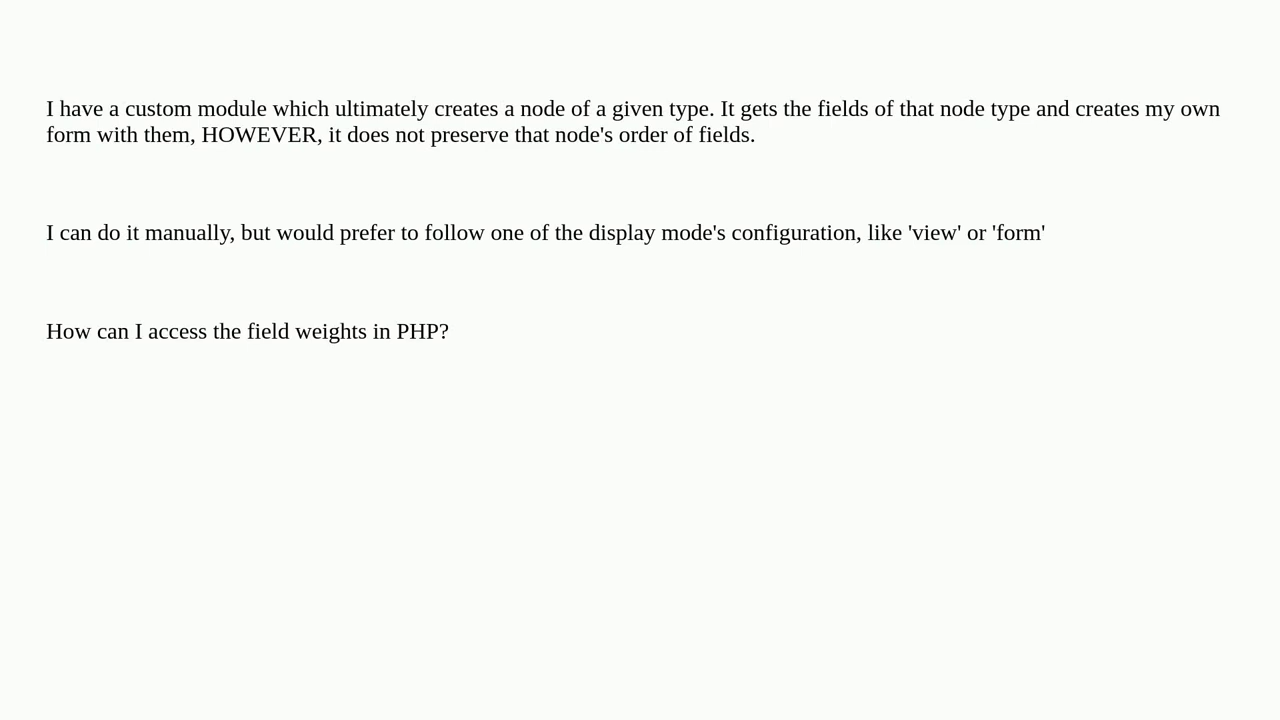 I have a custom module which ultimately creates a node of a given type. It gets the fields of that node type and creates my own
form with them, HOWEVER, it does not preserve that node's order of fields.
I can do it manually, but would prefer to follow one of the display mode's configuration, like 'view' or 'form'
How can I access the field weights in PHP?